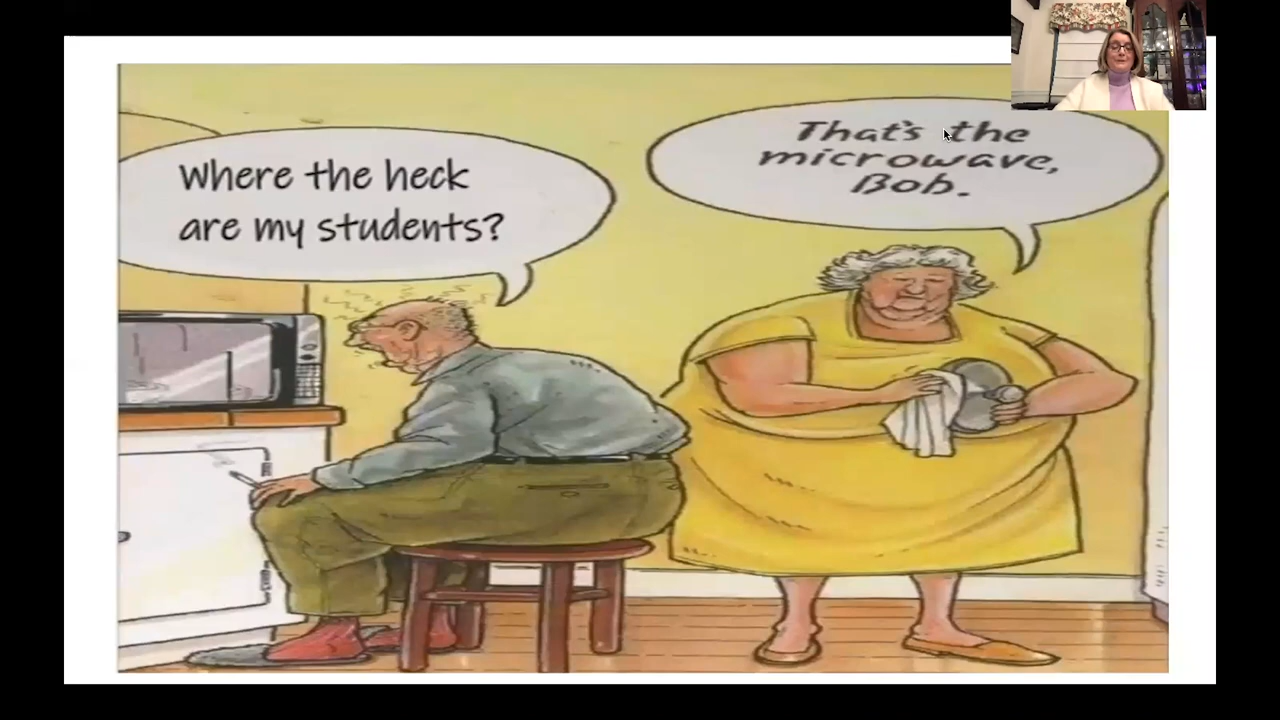 Where the heck
are my students?
That's the
microwave,
Bob.